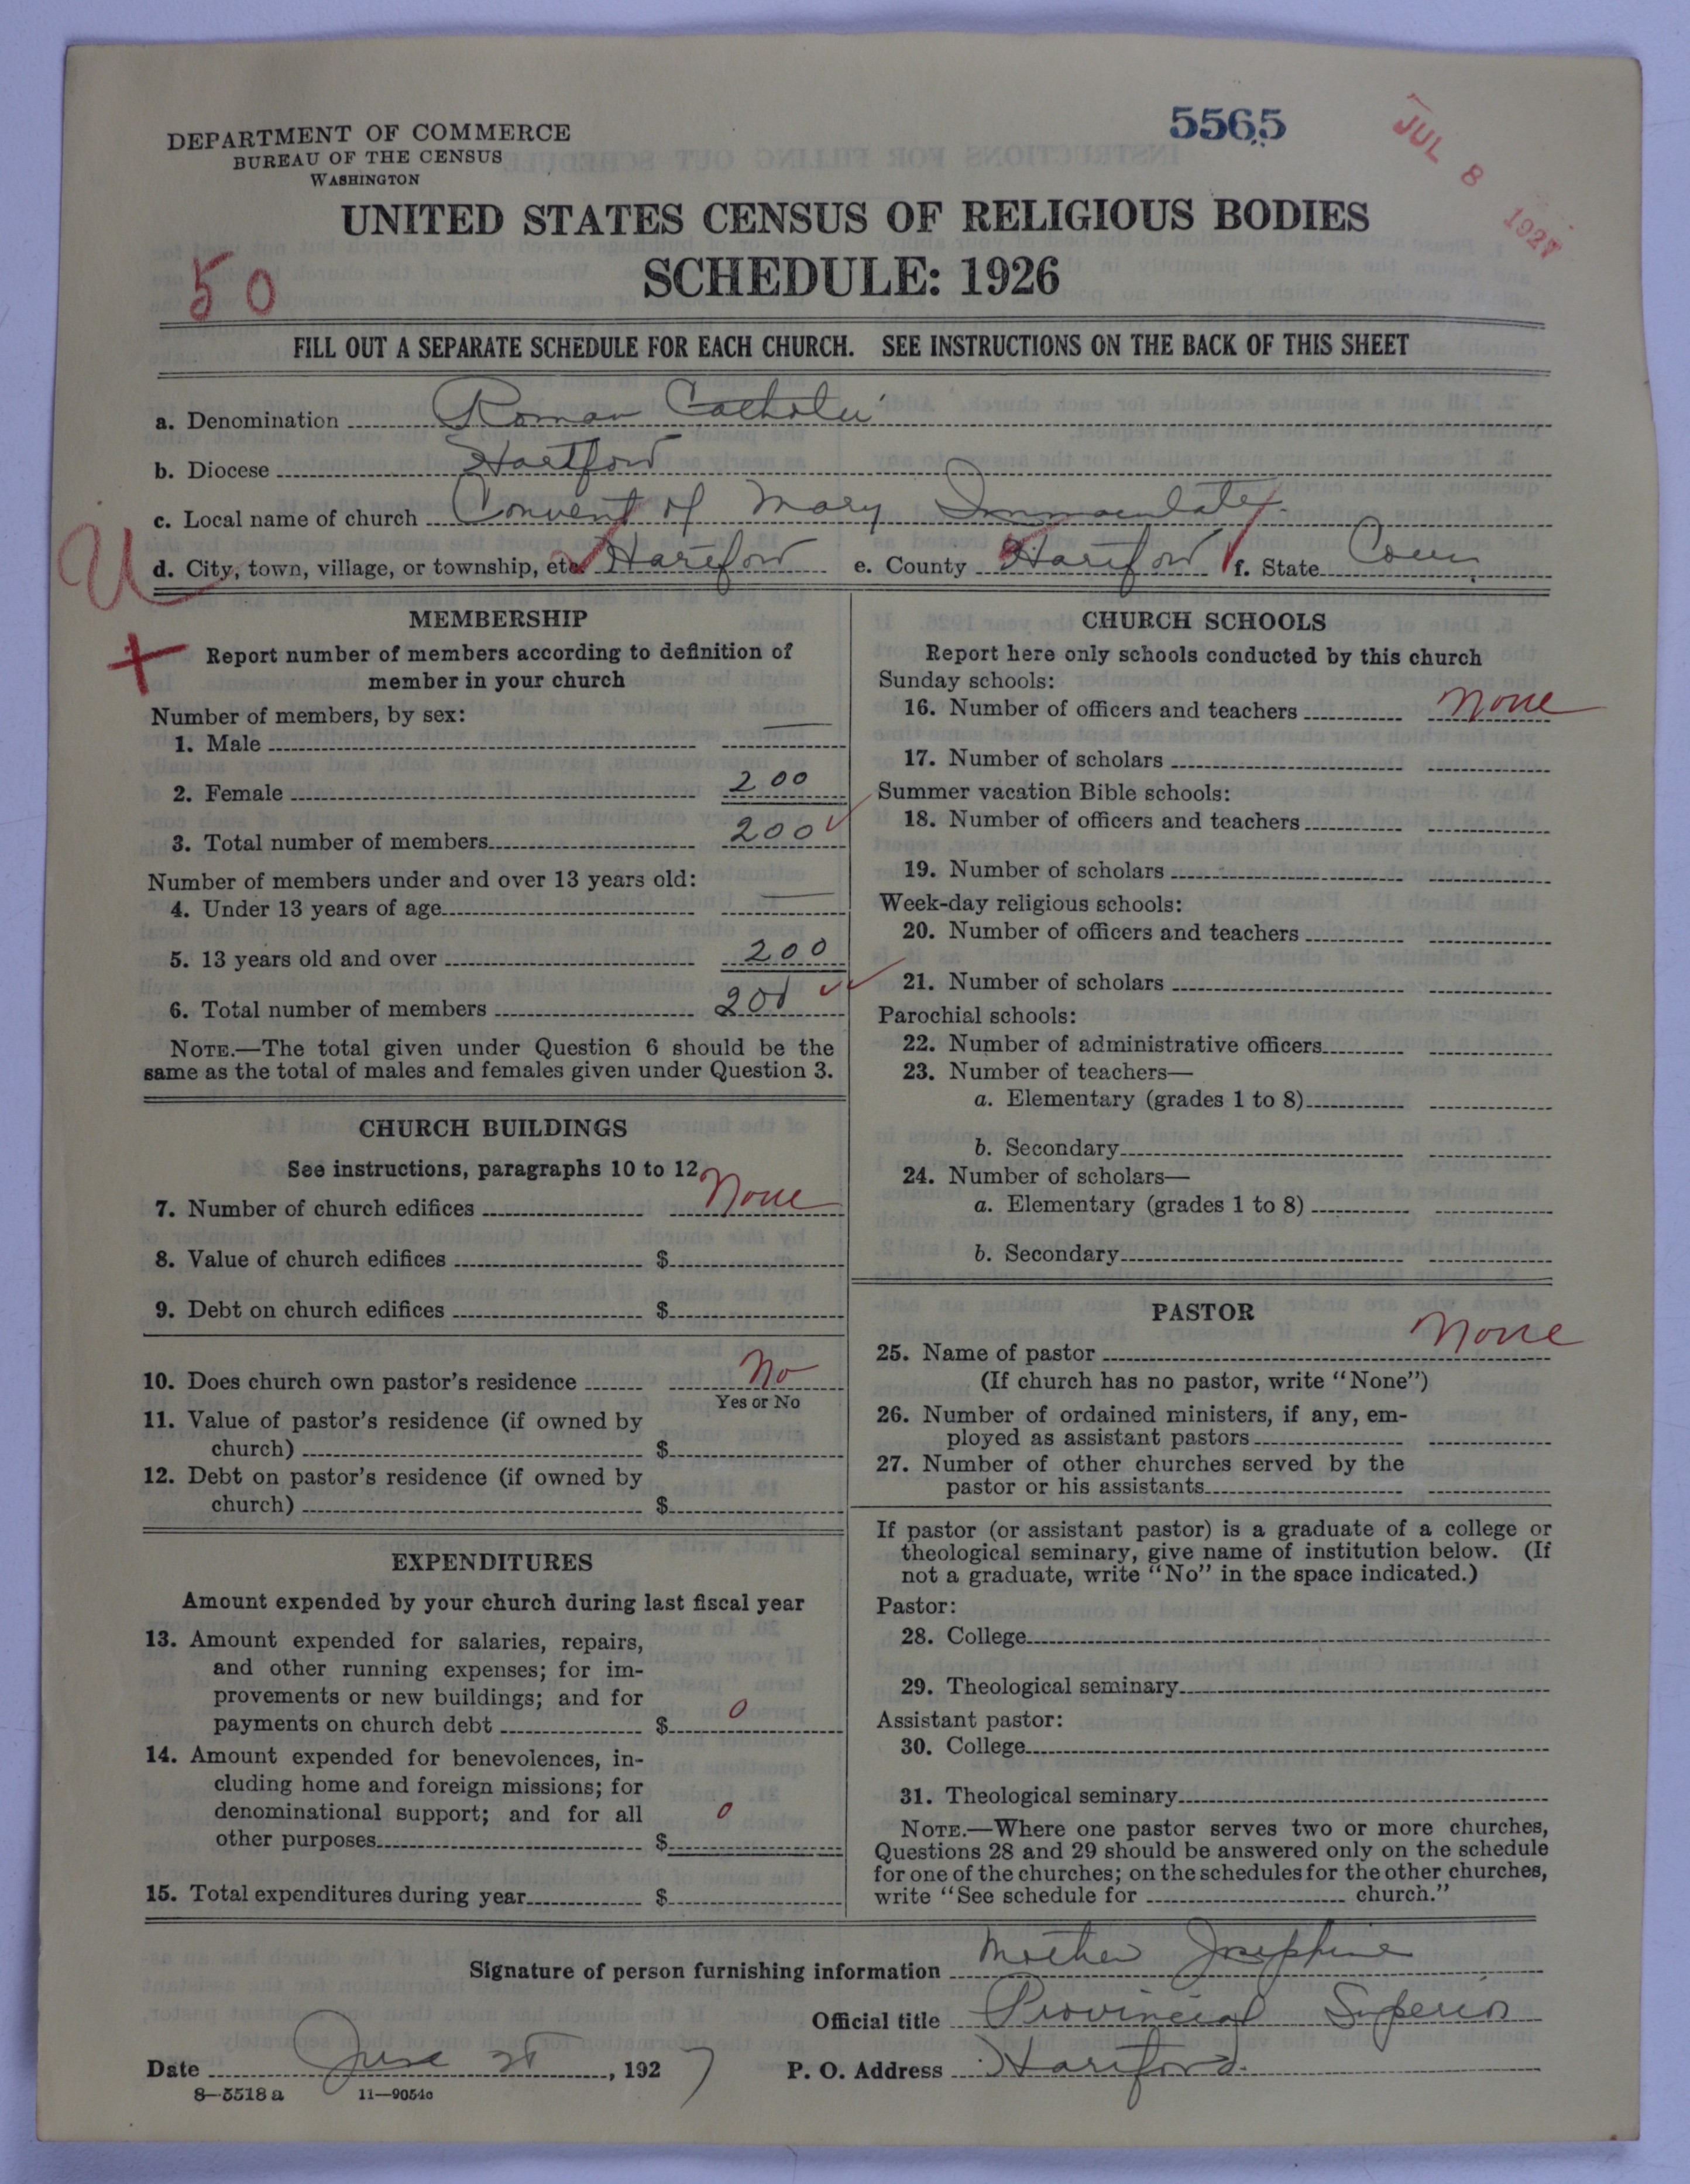 5565
JUL 8 1927
DEPARTMENT OF COMMERCE
BUREAU OF THE CENSUS
WASHINGTON
UNITED STATES CENSUS OF RELIGIOUS BODIES
SCHEDULE: 1926
50
FILL OUT A SEPARATE SCHEDULE FOR EACH CHURCH. SEE INSTRUCTIONS ON THE BACK OF THIS SHEET
a. Denomination Roman Catholic
b. Diocese Hartford
c. Local name of church Convent of Mary Immaculate
U
d. City, town, village, or township, etc. Hartford e. County Hartford f. State Conn
MEMBERSHIP
Report number of members according to definition of
member in your church
Number of members, by sex:
1. Male —
2. Female 200
3. Total number of members 200
Number of members under and over 13 years old:
4. Under 13 years of age —
5. 13 years old and over 200
6. Total number of members 200
NOTE.—The total given under Question 6 should be the
same as the total of males and females given under Question 3.
CHURCH BUILDINGS
See instructions, paragraphs 10 to 12
7. Number of church edifices None
8. Value of church edifices $
9. Debt on church edifices $
10. Does church own pastor's residence No
Yes or No
11. Value of pastor's residence (if owned by
church) $
12. Debt on pastor's residence (if owned by
church) $
EXPENDITURES
Amount expended by your church during last fiscal year
13. Amount expended for salaries, repairs,
and other running expenses; for im-
provements or new buildings; and for
payments on church debt $ 0
14. Amount expended for benevolences, in-
cluding home and foreign missions; for
denominational support; and for all
other purposes $ 0
15. Total expenditures during year $
CHURCH SCHOOLS
Report here only schools conducted by this church
Sunday schools:
16. Number of officers and teachers None
17. Number of scholars
Summer vacation Bible schools:
18. Number of officers and teachers
19. Number of scholars
Week-day religious schools:
20. Number of officers and teachers
21. Number of scholars
Parochial schools:
22. Number of administrative officers
23. Number of teachers—
a. Elementary (grades 1 to 8)
b. Secondary
24. Number of scholars—
a. Elementary (grades 1 to 8)
b. Secondary
PASTOR
25. Name of pastor None
(If church has no pastor, write "None")
26. Number of ordained ministers, if any, em-
ployed as assistant pastors
27. Number of other churches served by the
pastor or his assistants
If pastor (or assistant pastor) is a graduate of a college or
theological seminary, give name of institution below. (If
not a graduate, write "No" in the space indicated.)
Pastor:
28. College
29. Theological seminary
Assistant pastor:
30. College
31. Theological seminary
NOTE.—Where one pastor serves two or more churches,
Questions 28 and 29 should be answered only on the schedule
for one of the churches; on the schedules for the other churches,
write "See schedule for church."
Signature of person furnishing information Mother Josephine
Official title Provincial Superior
Date June, 1927 P. O. Address Hartford
8—5518 a 11—9054c